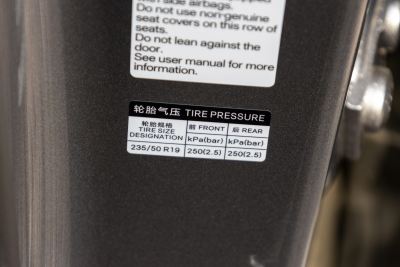 with side airbags.
Do not use non-genuine
seat covers on this row of
seats.
Do not lean against the
door.
See user manual for more
information.
轮胎气压 TIRE PRESSURE
轮胎规格 前 FRONT 后 REAR
TIRE SIZE
DESIGNATION kPa(bar) kPa(bar)
235/50 R19 250(2.5) 250(2.5)